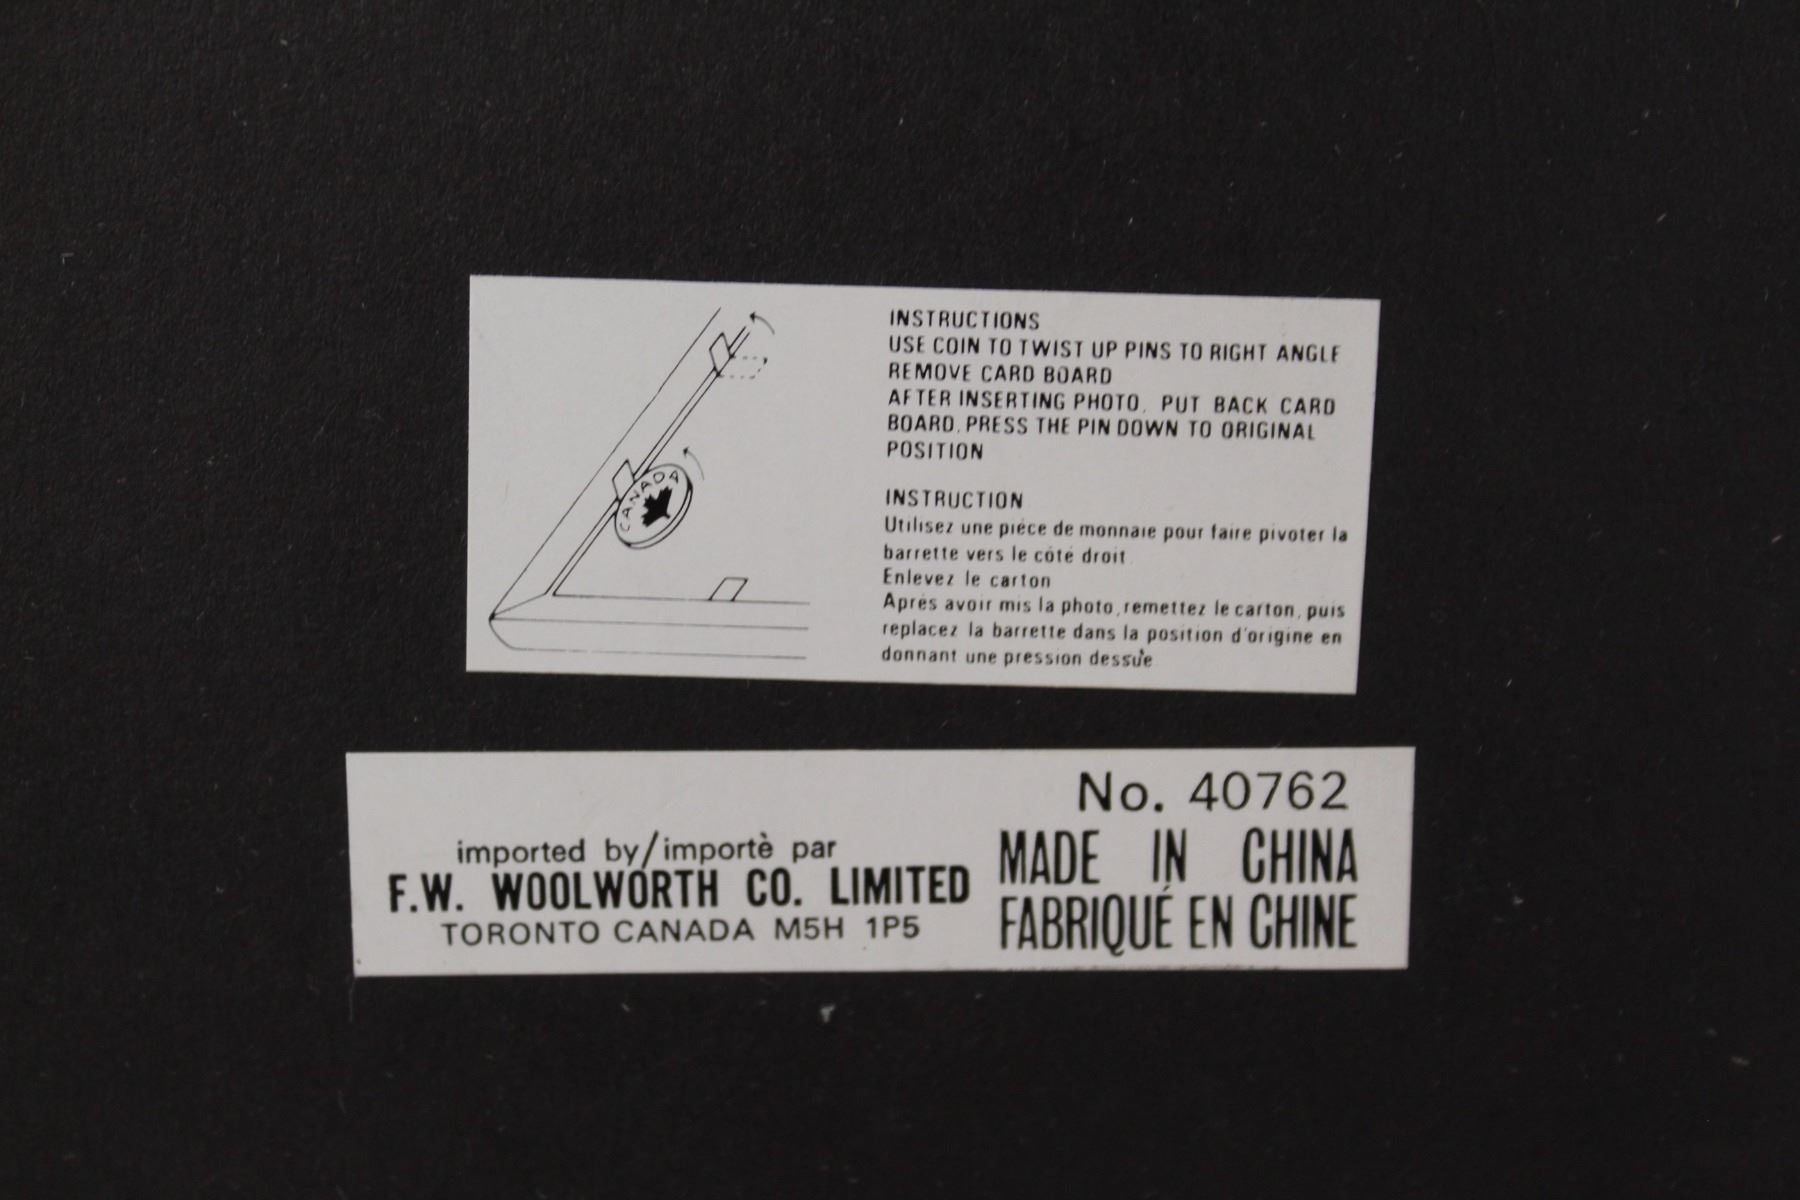 CANADA
INSTRUCTIONS
USE COIN TO TWIST UP PINS TO RIGHT ANGLE
REMOVE CARD BOARD
AFTER INSERTING PHOTO, PUT BACK CARD
BOARD, PRESS THE PIN DOWN TO ORIGINAL
POSITION
INSTRUCTION
Utilisez une piéce de monnaie pour faire pivoter la
barrette vers le côté droit.
Enlevez le carton
Aprés avoir mis la photo, remettez le carton, puis
replacez la barrette dans la position d'origine en
donnant une pression dessu'e
No. 40762
imported by/importè par
F.W. WOOLWORTH CO. LIMITED
TORONTO CANADA M5H 1P5
MADE IN CHINA
FABRIQUÉ EN CHINE